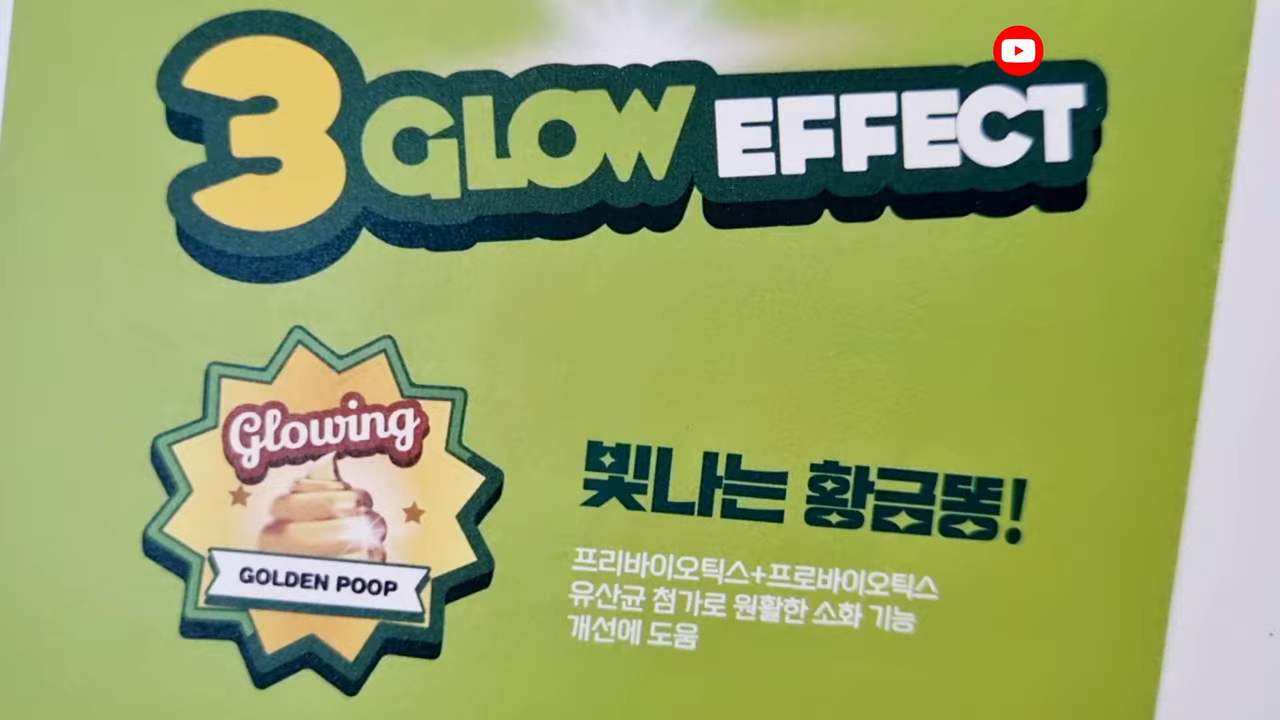 3 GLOW EFFECT
Glowing
GOLDEN POOP
빛나는 황금똥!
프리바이오틱스+프로바이오틱스
유산균 첨가로 원활한 소화 기능
개선에 도움